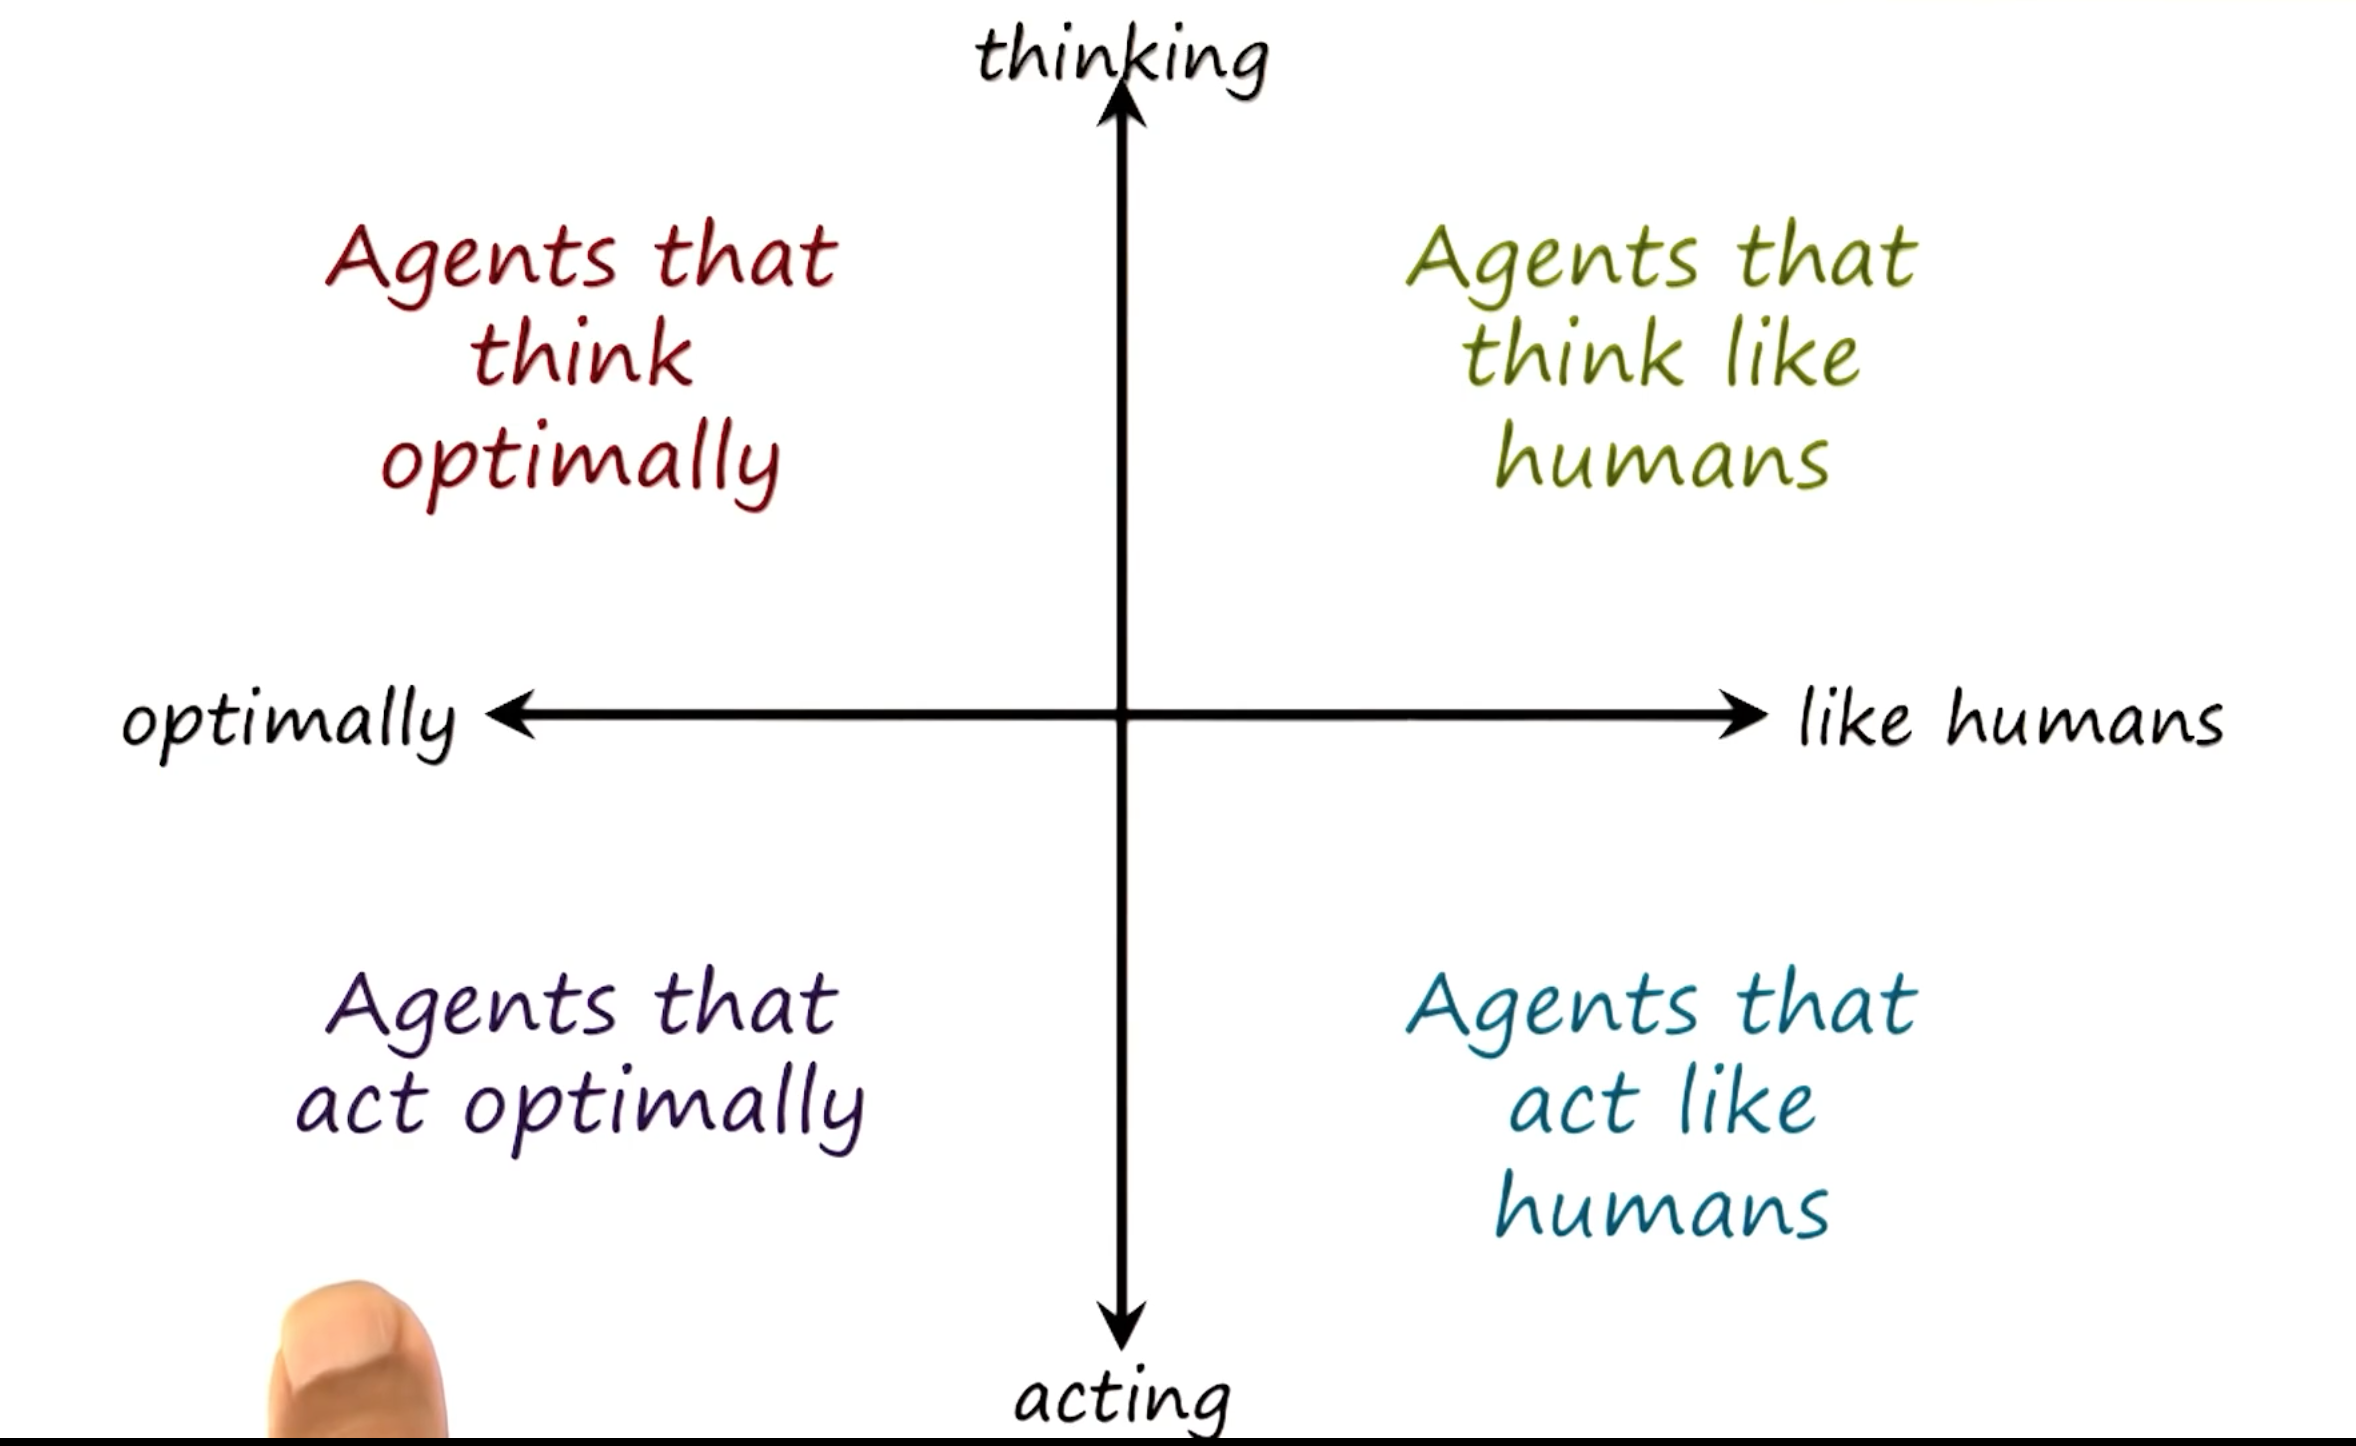 thinking
Agents that
think
optimally
Agents that
think like
humans
optimally
like humans
Agents that
act optimally
Agents that
act like
humans
acting